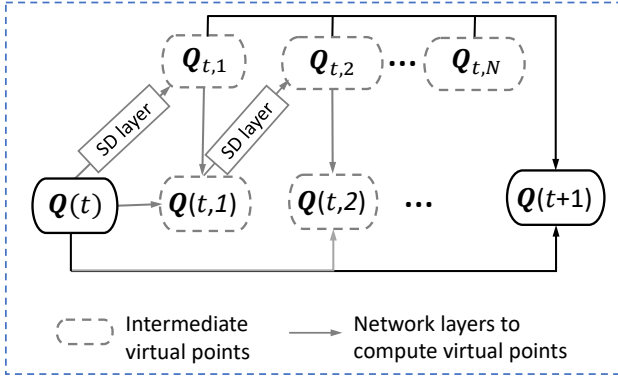 Q_{t,1} Q_{t,2} ... Q_{t,N}
SD layer SD layer
Q(t) Q(t,1) Q(t,2) ... Q(t+1)
Intermediate
virtual points
Network layers to
compute virtual points